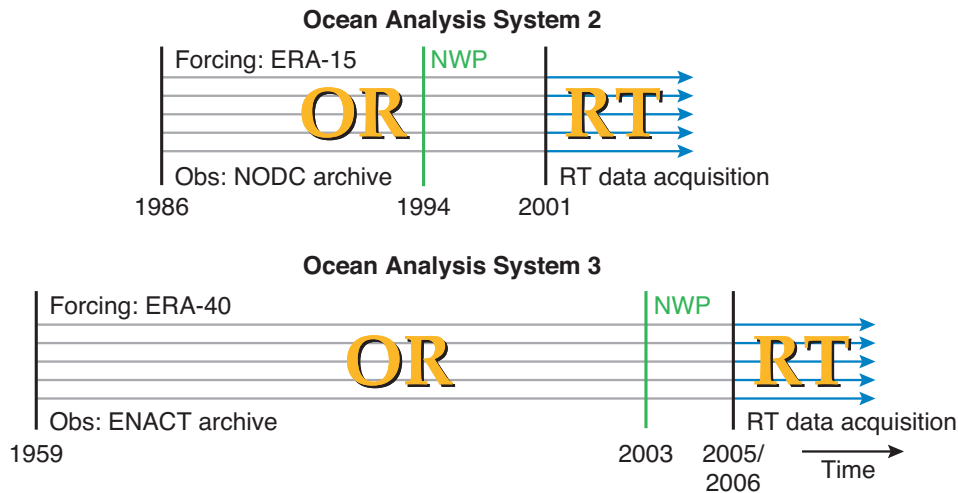 Ocean Analysis System 2
Forcing: ERA-15
NWP
OR
RT
Obs: NODC archive
RT data acquisition
1986
1994
2001
Ocean Analysis System 3
Forcing: ERA-40
NWP
OR
RT
Obs: ENACT archive
RT data acquisition
1959
2003
2005/
2006
Time